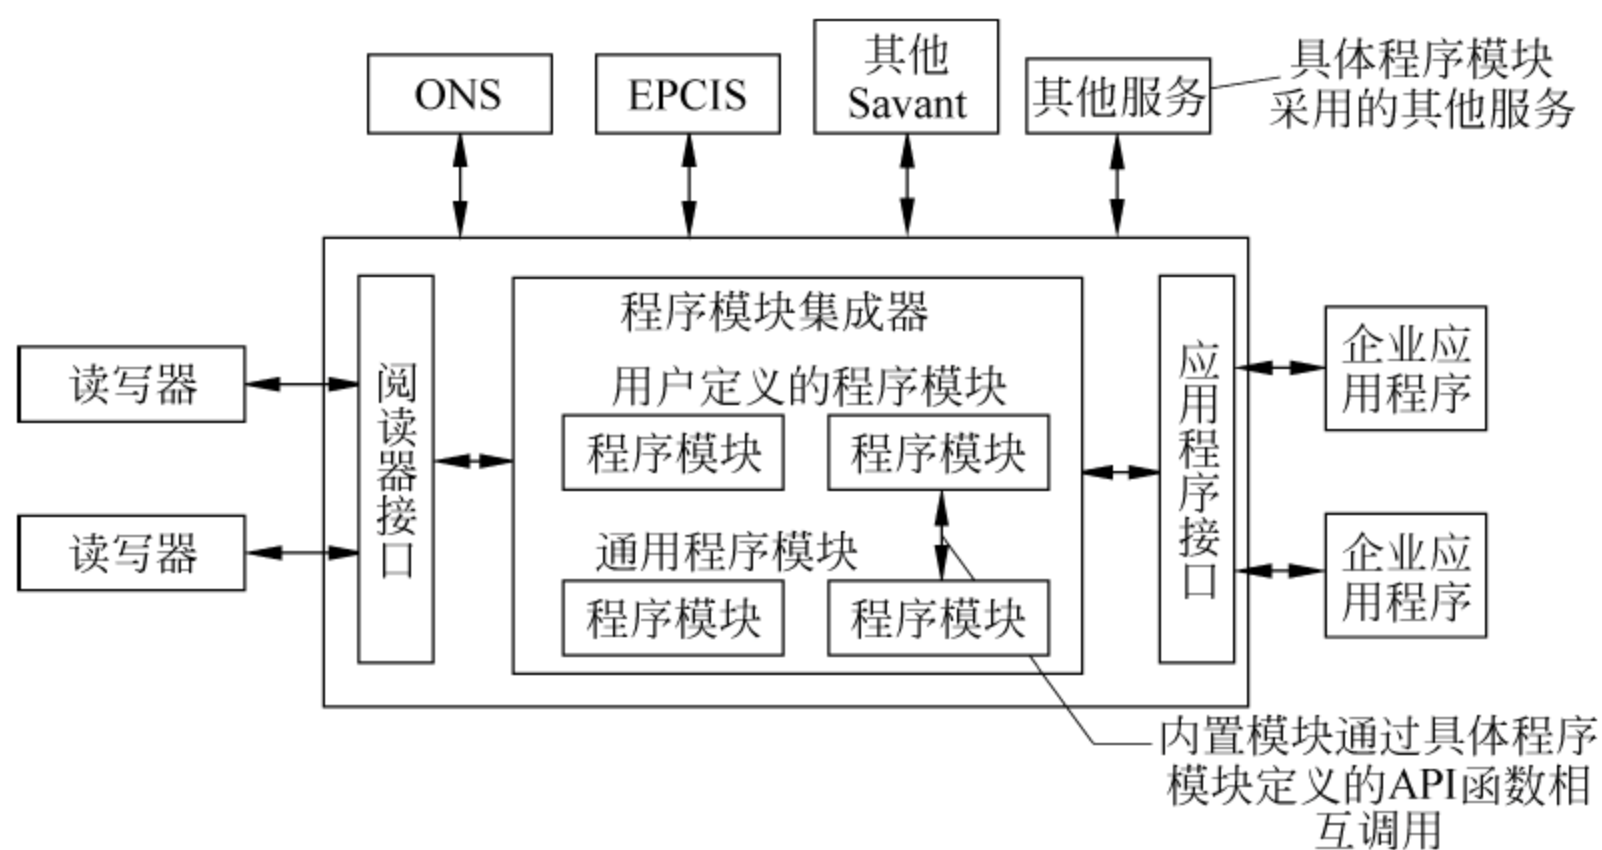 ONS
EPCIS
其他
Savant
其他服务
具体程序模块
采用的其他服务
程序模块集成器
用户定义的程序模块
程序模块
程序模块
通用程序模块
程序模块
程序模块
读写器
读写器
阅读器接口
应用程序接口
企业应
用程序
企业应
用程序
内置模块通过具体程序
模块定义的API函数相
互调用